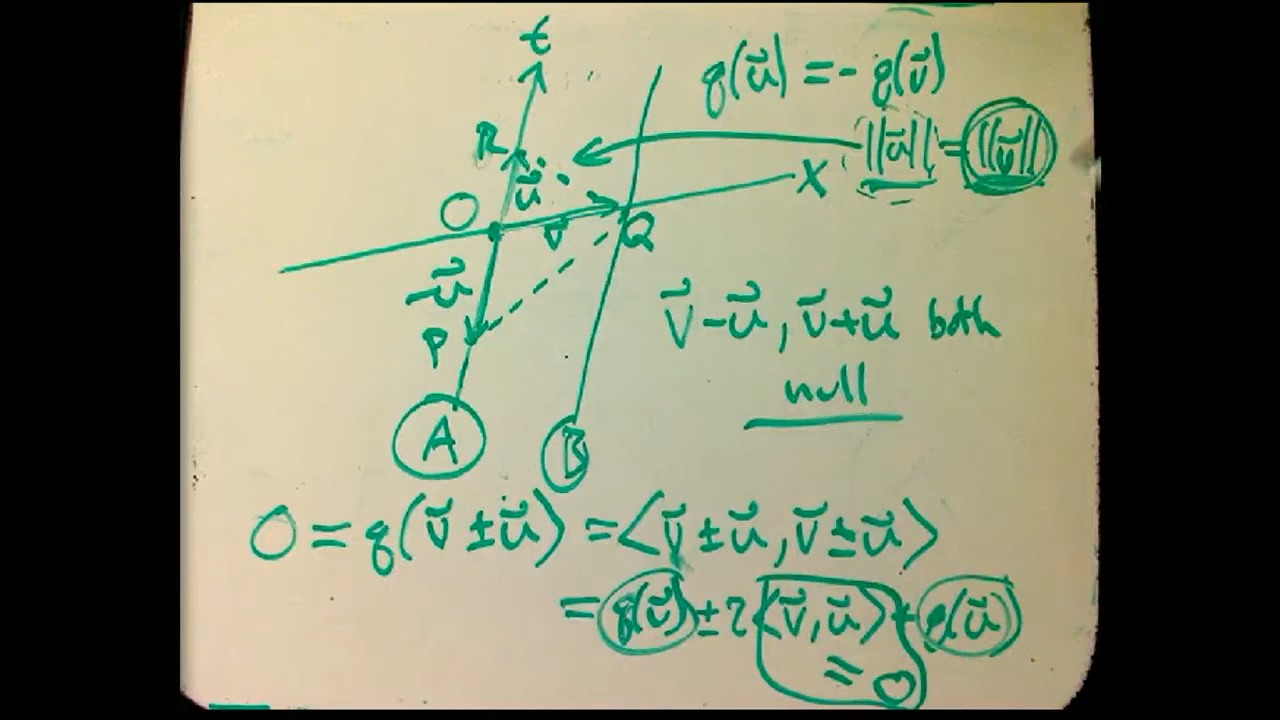 t
q(u⃗) = - q(v⃗)
R
||u⃗|| = ||v⃗||
O
u⃗
X
v⃗
Q
-u⃗
P
v⃗-u⃗, v⃗+u⃗ both
null
A
B
0 = q(v⃗ ± u⃗) = ⟨v⃗ ± u⃗, v⃗ ± u⃗⟩
= q(v⃗) ± 2⟨v⃗, u⃗⟩ + q(u⃗)
= 0